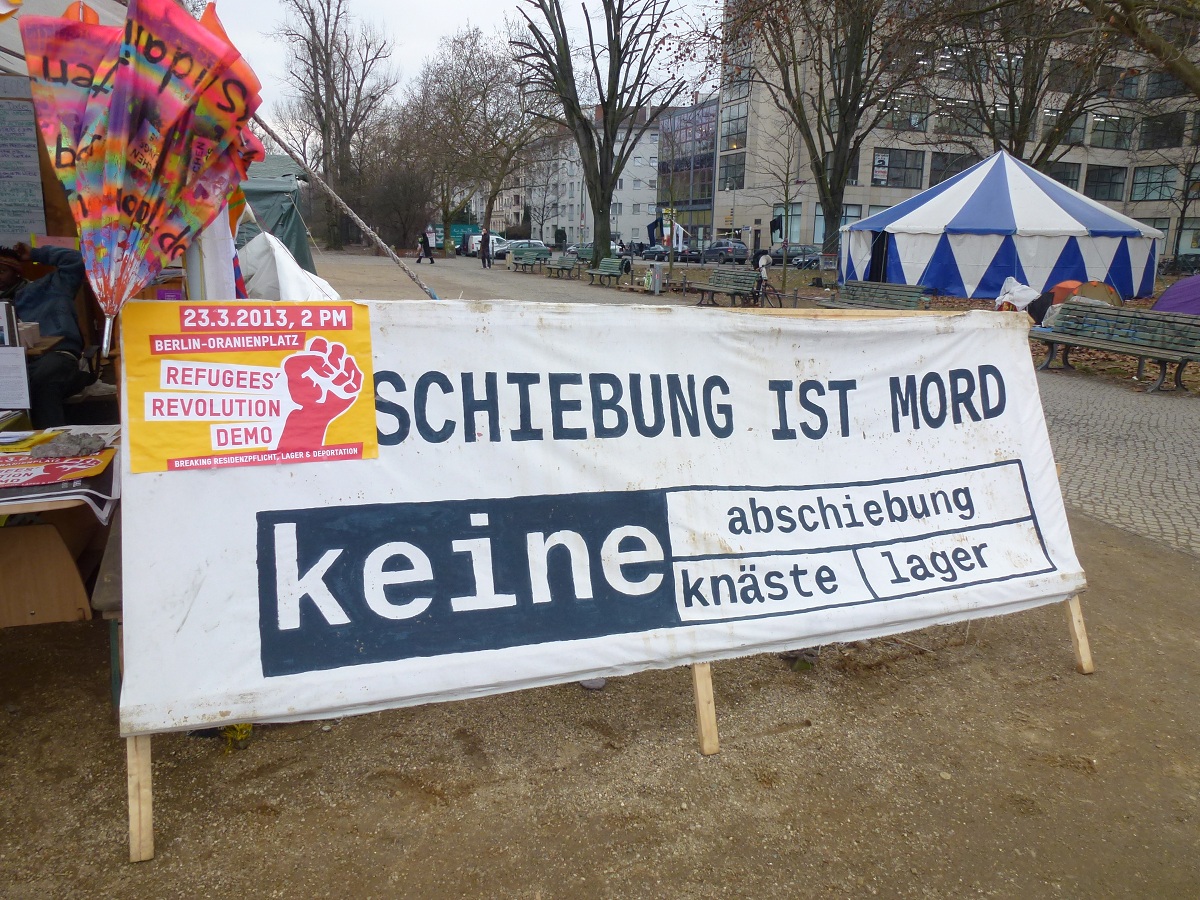 23.3.2013, 2 PM
BERLIN-ORANIENPLATZ
REFUGEES'
REVOLUTION
DEMO
BREAKING RESIDENZPFLICHT, LAGER & DEPORTATION
SCHIEBUNG IST MORD
keine
abschiebung
knäste
lager